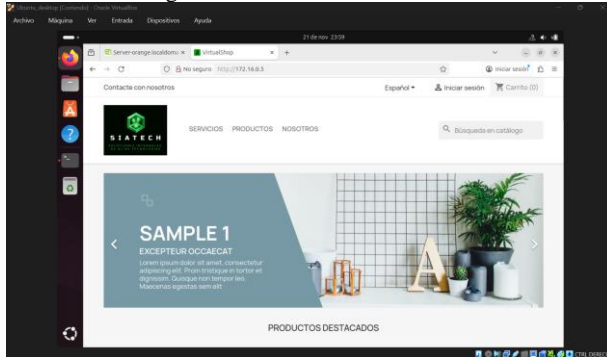 Ubuntu_desktop [Corriendo] - Oracle VirtualBox
Archivo Máquina Ver Entrada Dispositivos Ayuda
21 de nov 23:59
Server-orange.localdoma
VirtualShop
No seguro http://172.16.0.3
Iniciar sesión
Contacte con nosotros
Español
Iniciar sesión
Carrito (0)
SIATECH
SERVICIOS PRODUCTOS NOSOTROS
Búsqueda en catálogo
SAMPLE 1
EXCEPTEUR OCCAECAT
Lorem ipsum dolor sit amet, consectetur
adipiscing elit. Proin tristique in tortor et
dignissim. Quisque non tempor leo.
Maecenas egestas sem elit
PRODUCTOS DESTACADOS
CTRL DERECHO